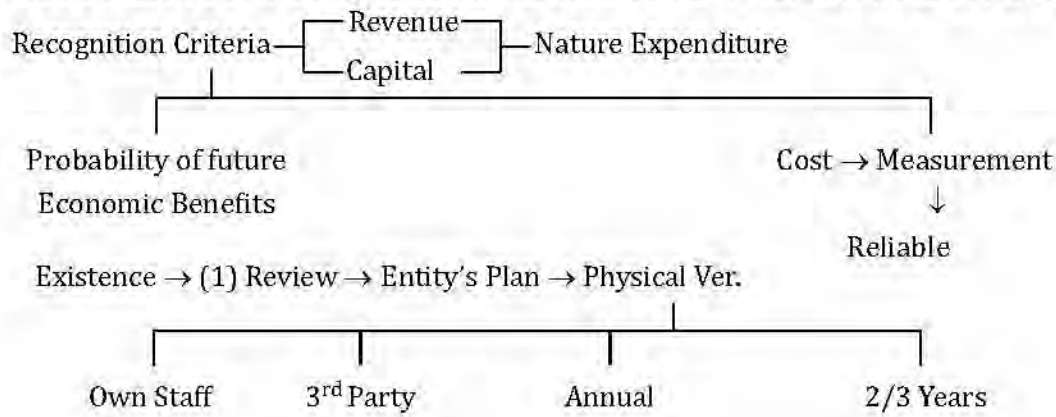 Revenue
Recognition Criteria Nature Expenditure
Capital
Probability of future Cost → Measurement
Economic Benefits ↓
Reliable
Existence → (1) Review → Entity's Plan → Physical Ver.
Own Staff 3rd Party Annual 2/3 Years